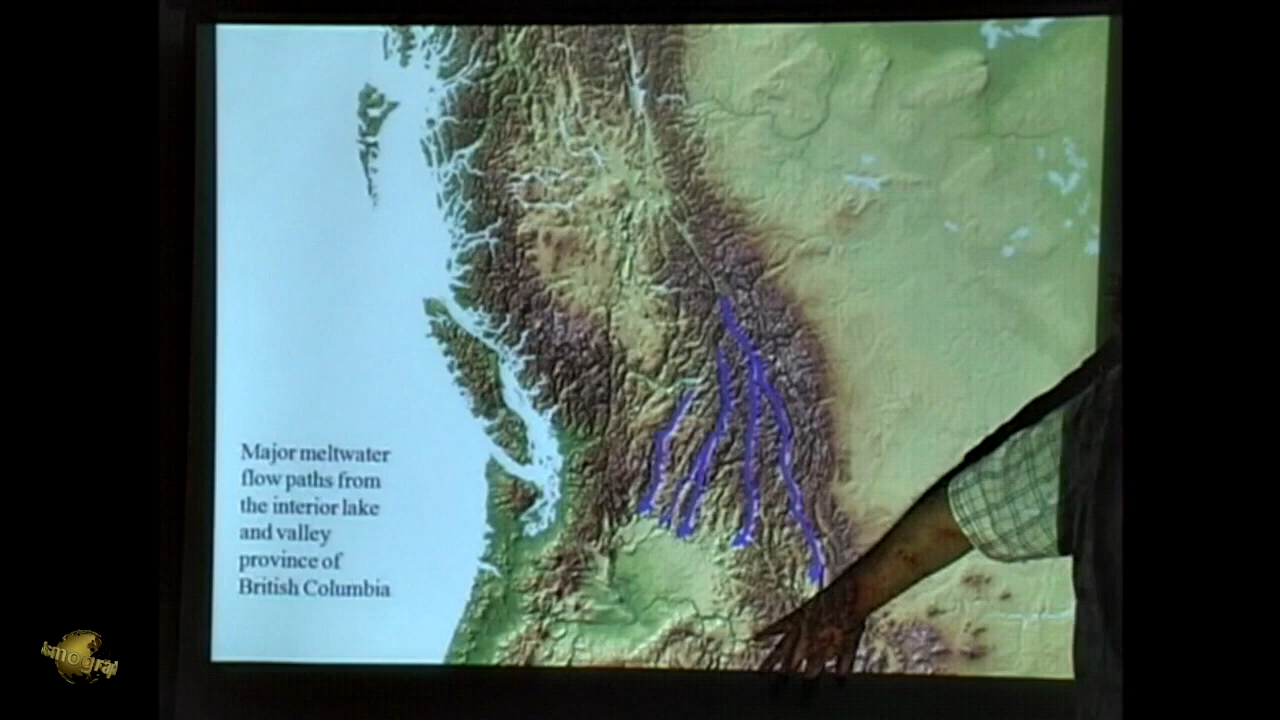 Major meltwater
flow paths from
the interior lake
and valley
province of
British Columbia